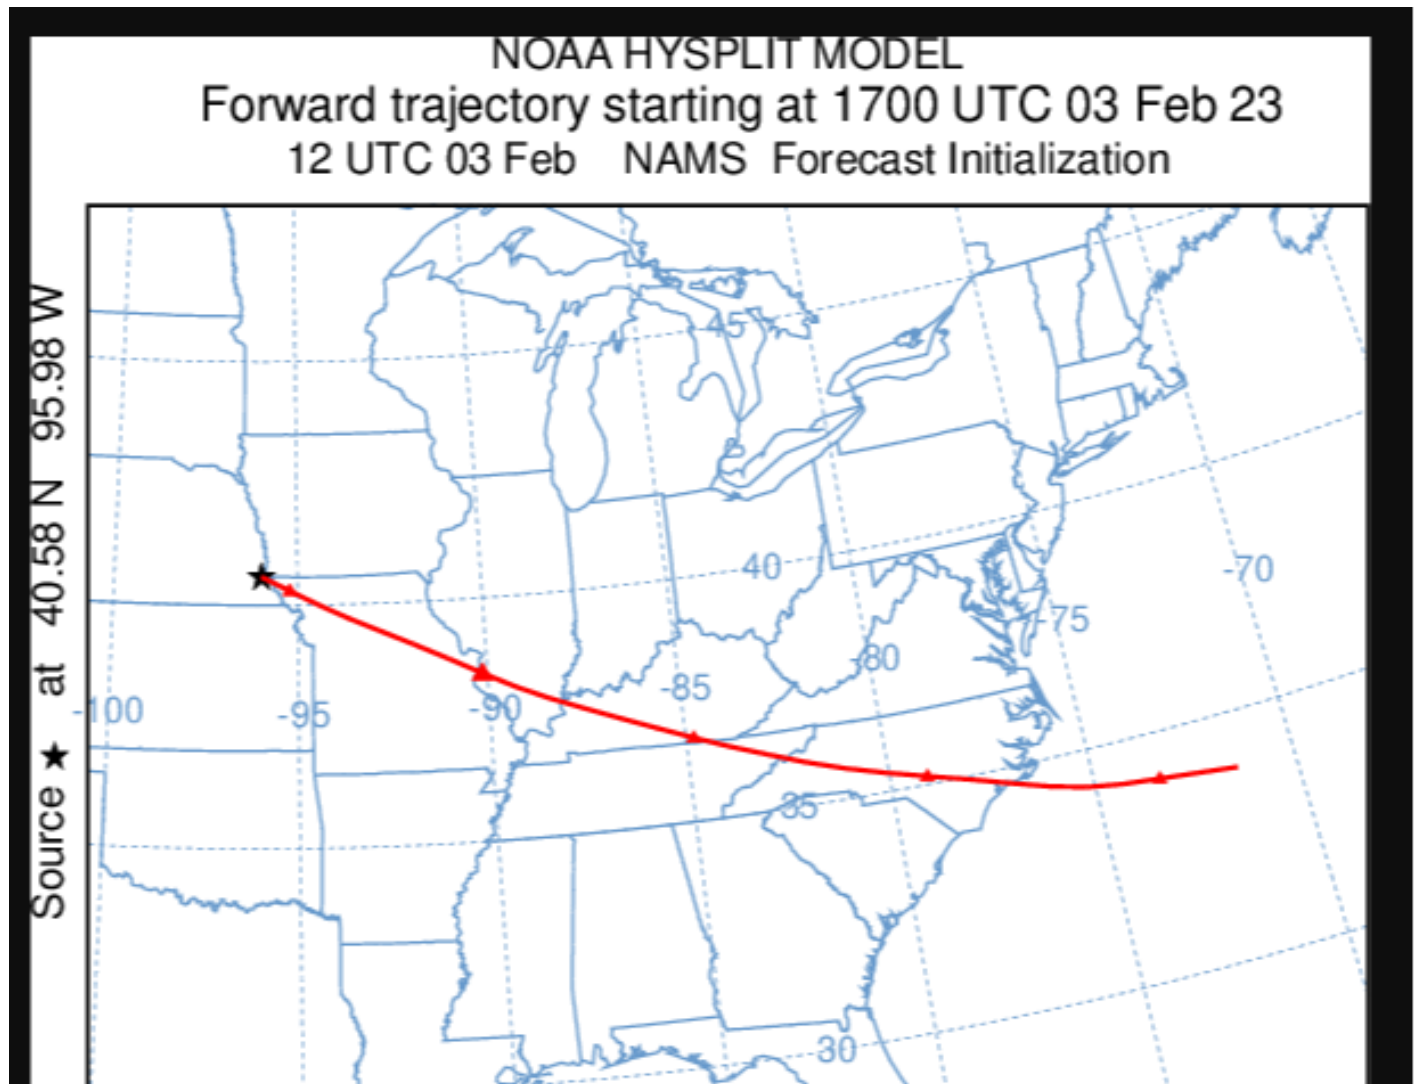 NOAA HYSPLIT MODEL
Forward trajectory starting at 1700 UTC 03 Feb 23
12 UTC 03 Feb NAMS Forecast Initialization
Source ★ at 40.58 N 95.98 W
45
40
-70
-75
-80
-85
-90
-95
-100
35
30